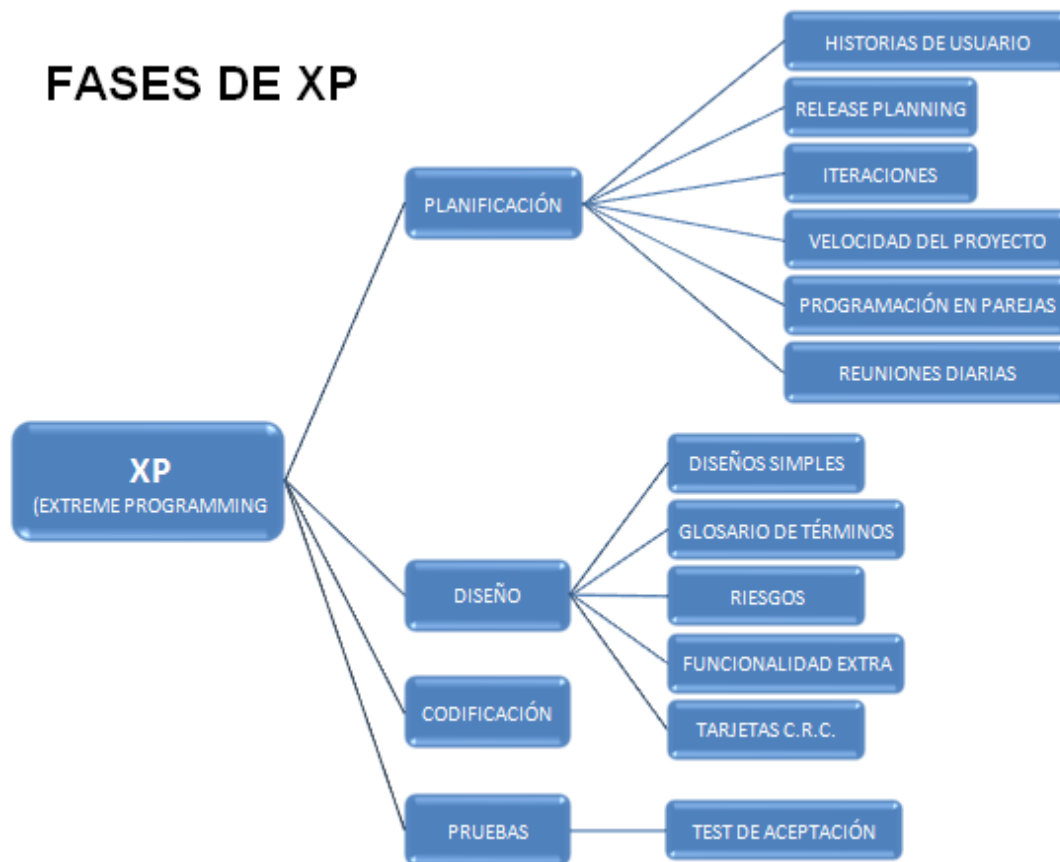 FASES DE XP
HISTORIAS DE USUARIO
RELEASE PLANNING
ITERACIONES
PLANIFICACIÓN
VELOCIDAD DEL PROYECTO
PROGRAMACIÓN EN PAREJAS
REUNIONES DIARIAS
XP
(EXTREME PROGRAMMING
DISEÑOS SIMPLES
GLOSARIO DE TÉRMINOS
DISEÑO
RIESGOS
FUNCIONALIDAD EXTRA
TARJETAS C.R.C.
CODIFICACIÓN
PRUEBAS
TEST DE ACEPTACIÓN